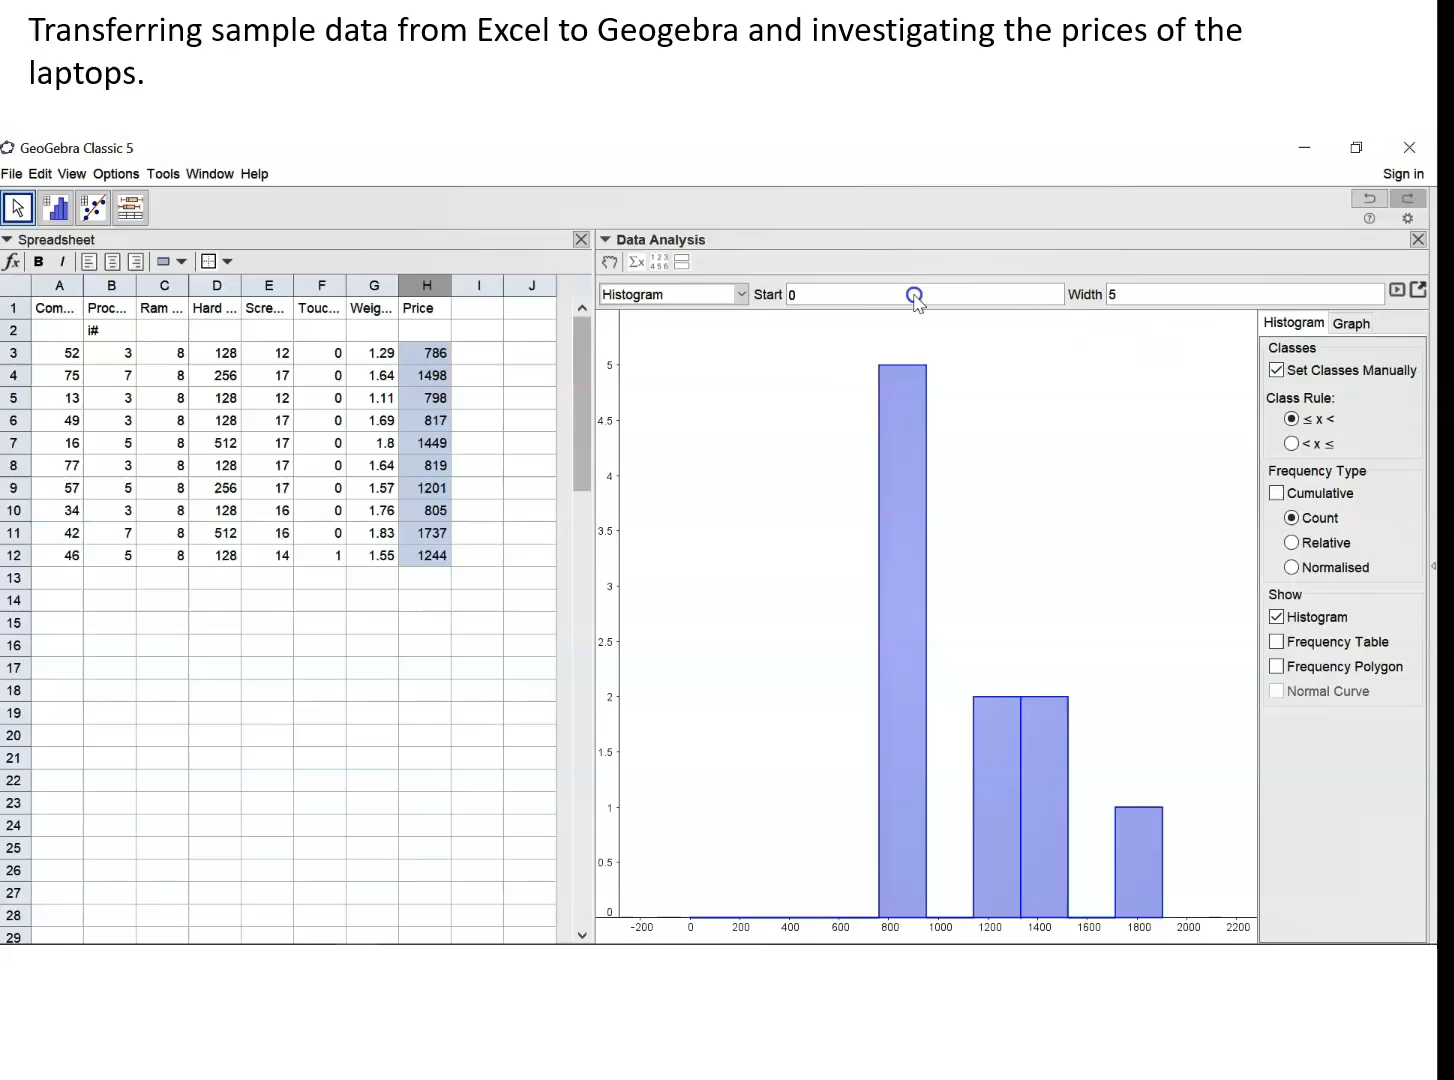 Transferring sample data from Excel to Geogebra and investigating the prices of the
laptops.
GeoGebra Classic 5
File Edit View Options Tools Window Help
Sign in
Spreadsheet
Data Analysis
fx B I
Σx 123 456
Histogram Start 0 Width 5
A B C D E F G H I J
1 Com... Proc... Ram ... Hard ... Scre... Touc... Weig... Price
2 i#
3 52 3 8 128 12 0 1.29 786
4 75 7 8 256 17 0 1.64 1498
5 13 3 8 128 12 0 1.11 798
6 49 3 8 128 17 0 1.69 817
7 16 5 8 512 17 0 1.8 1449
8 77 3 8 128 17 0 1.64 819
9 57 5 8 256 17 0 1.57 1201
10 34 3 8 128 16 0 1.76 805
11 42 7 8 512 16 0 1.83 1737
12 46 5 8 128 14 1 1.55 1244
13
14
15
16
17
18
19
20
21
22
23
24
25
26
27
28
29
5
4.5
4
3.5
3
2.5
2
1.5
1
0.5
0
-200 0 200 400 600 800 1000 1200 1400 1600 1800 2000 2200
Histogram Graph
Classes
Set Classes Manually
Class Rule:
≤ x <
< x ≤
Frequency Type
Cumulative
Count
Relative
Normalised
Show
Histogram
Frequency Table
Frequency Polygon
Normal Curve